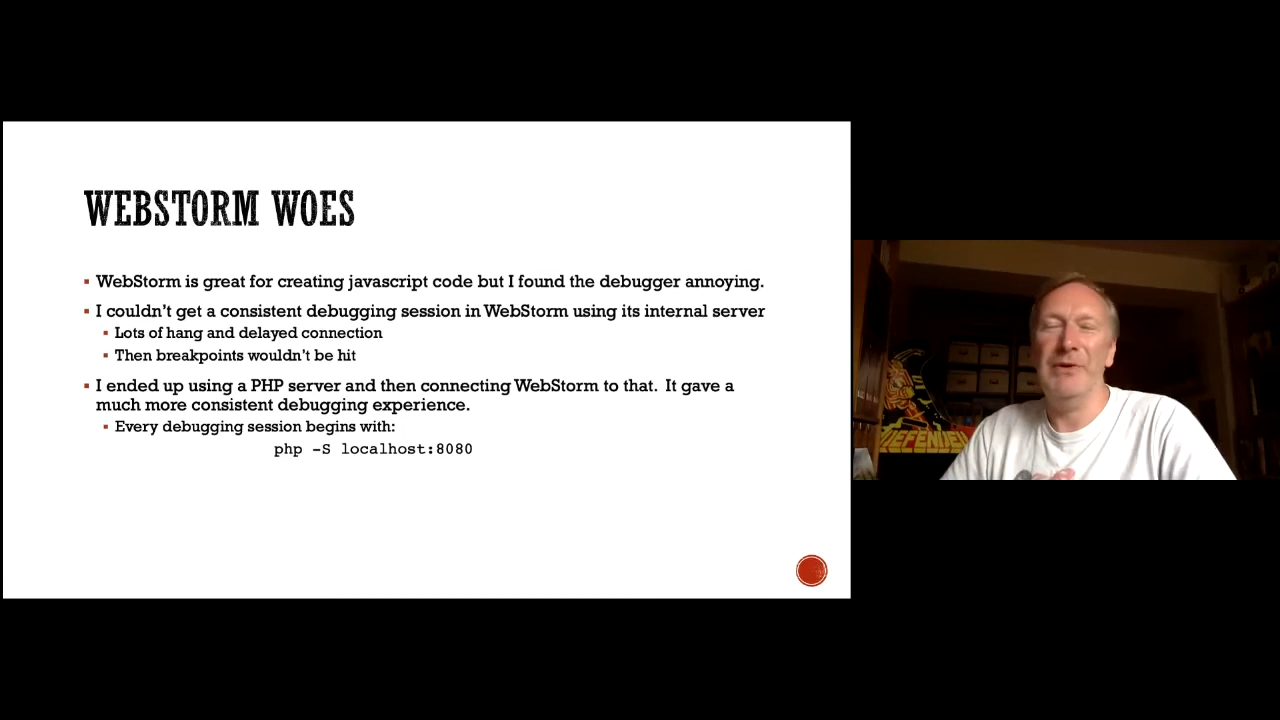 WEBSTORM WOES
WebStorm is great for creating javascript code but I found the debugger annoying.
I couldn't get a consistent debugging session in WebStorm using its internal server
Lots of hang and delayed connection
Then breakpoints wouldn't be hit
I ended up using a PHP server and then connecting WebStorm to that.  It gave a
much more consistent debugging experience.
Every debugging session begins with:
php -S localhost:8080
DEFENDER